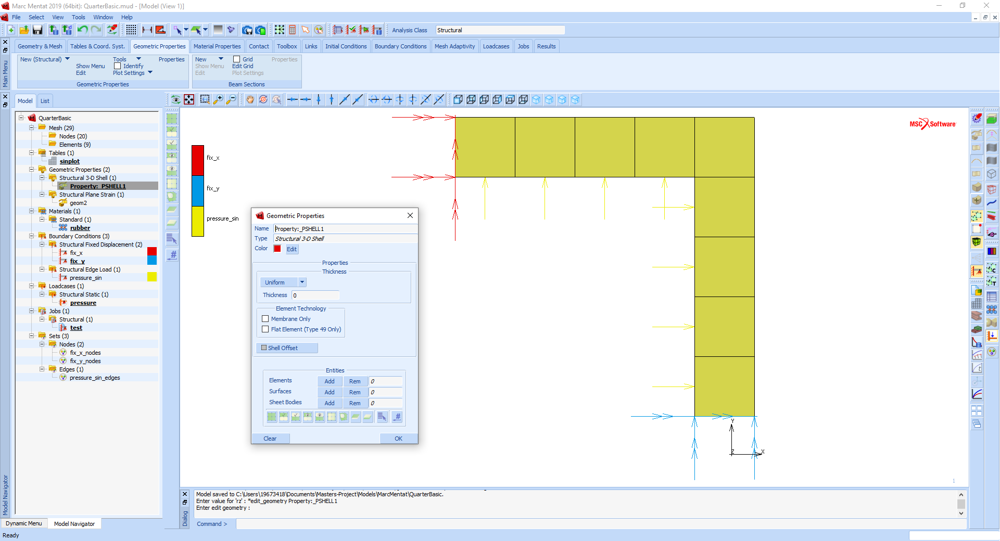 Marc Mentat 2019 (64bit): QuarterBasic.mud - [Model (View 1)]
File Select View Tools Window Help
Analysis Class Structural
Geometry & Mesh Tables & Coord. Syst. Geometric Properties Material Properties Contact Toolbox Links Initial Conditions Boundary Conditions Mesh Adaptivity Loadcases Jobs Results
Main Menu
New (Structural) Tools Properties
Show Menu Identify
Edit Plot Settings
Geometric Properties
New Grid Properties
Show Menu Edit Grid
Edit Plot Settings
Beam Sections
Model List
QuarterBasic
Mesh (29)
Nodes (20)
Elements (9)
Tables (1)
sinplot
Geometric Properties (2)
Structural 3-D Shell (1)
Property:_PSHELL1
Structural Plane Strain (1)
geom2
Materials (1)
Standard (1)
rubber
Boundary Conditions (3)
Structural Fixed Displacement (2)
fix_x
fix_y
Structural Edge Load (1)
pressure_sin
Loadcases (1)
Structural Static (1)
pressure
Jobs (1)
Structural (1)
test
Sets (3)
Nodes (2)
fix_x_nodes
fix_y_nodes
Edges (1)
pressure_sin_edges
Model Navigator
Dynamic Menu Model Navigator
Ready
fix_x
fix_y
pressure_sin
MSC Software
Geometric Properties
Name Property:_PSHELL1
Type Structural 3-D Shell
Color Edit
Properties
Thickness
Uniform
Thickness 0
Element Technology
Membrane Only
Flat Element (Type 49 Only)
Shell Offset
Entities
Elements Add Rem 0
Surfaces Add Rem 0
Sheet Bodies Add Rem 0
Clear OK
Y
Z X
1
Dialog
Model saved to C:\Users\19673418\Documents\Masters-Project\Models\MarcMentat\QuarterBasic.
Enter value for 'rz' : *edit_geometry Property:_PSHELL1
Enter edit geometry :
Command >